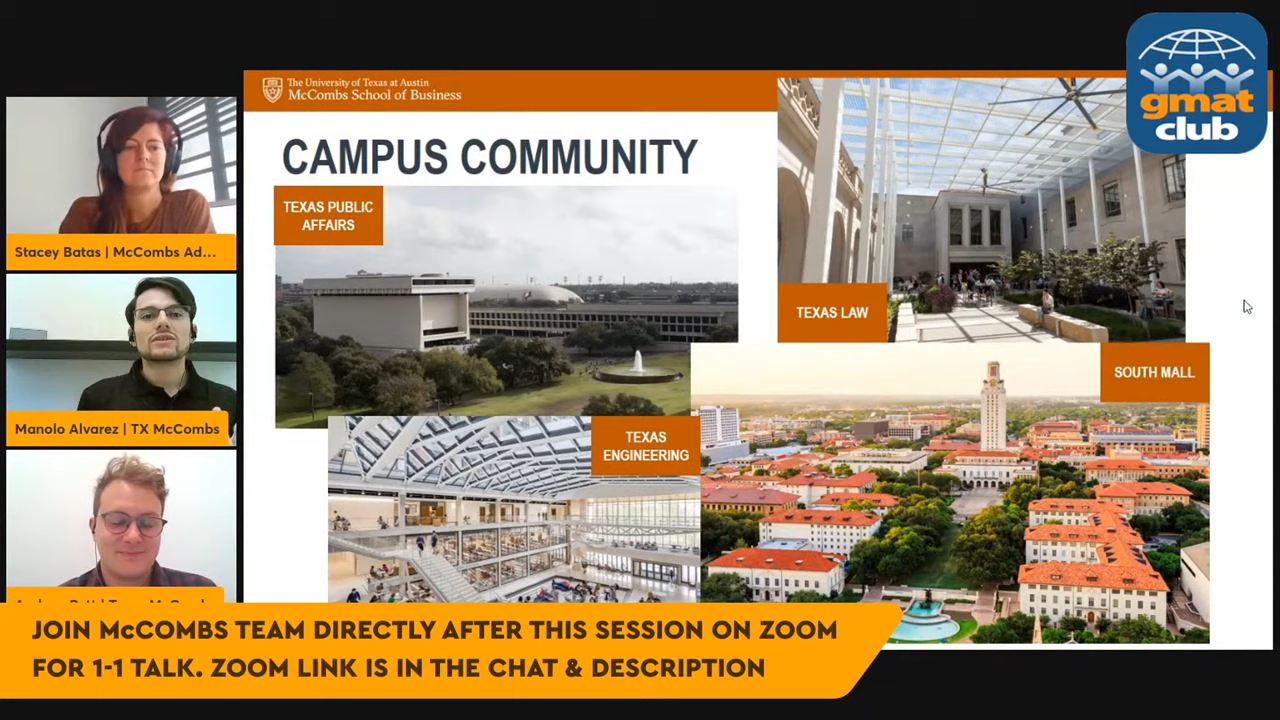 The University of Texas at Austin
McCombs School of Business
gmat
club
CAMPUS COMMUNITY
TEXAS PUBLIC
AFFAIRS
TEXAS LAW
SOUTH MALL
TEXAS
ENGINEERING
Stacey Batas | McCombs Ad...
Manolo Alvarez | TX McCombs
JOIN McCOMBS TEAM DIRECTLY AFTER THIS SESSION ON ZOOM
FOR 1-1 TALK. ZOOM LINK IS IN THE CHAT & DESCRIPTION